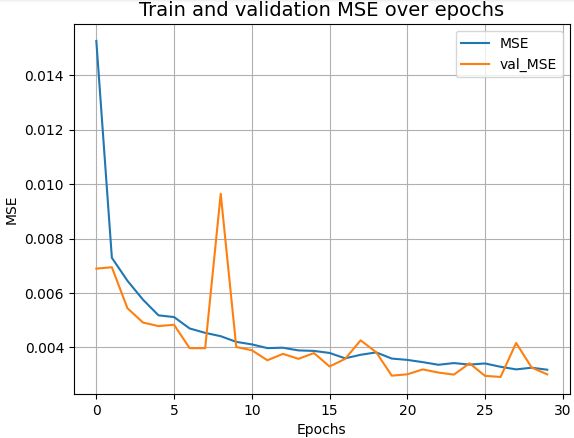 Train and validation MSE over epochs
MSE
val_MSE
0.014
0.012
0.010
0.008
0.006
0.004
MSE
0 5 10 15 20 25 30
Epochs